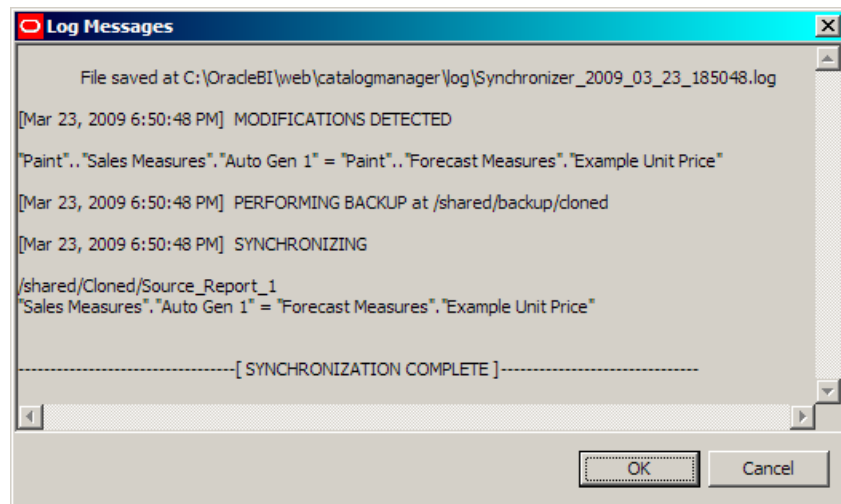 Log Messages
File saved at C:\OracleBI\web\catalogmanager\log\Synchronizer_2009_03_23_185048.log
[Mar 23, 2009 6:50:48 PM]  MODIFICATIONS DETECTED
"Paint".."Sales Measures"."Auto Gen 1" = "Paint".."Forecast Measures"."Example Unit Price"
[Mar 23, 2009 6:50:48 PM]  PERFORMING BACKUP at /shared/backup/cloned
[Mar 23, 2009 6:50:48 PM]  SYNCHRONIZING
/shared/Cloned/Source_Report_1
"Sales Measures"."Auto Gen 1" = "Forecast Measures"."Example Unit Price"
----------------------------------[ SYNCHRONIZATION COMPLETE ]-------------------------------
OK
Cancel